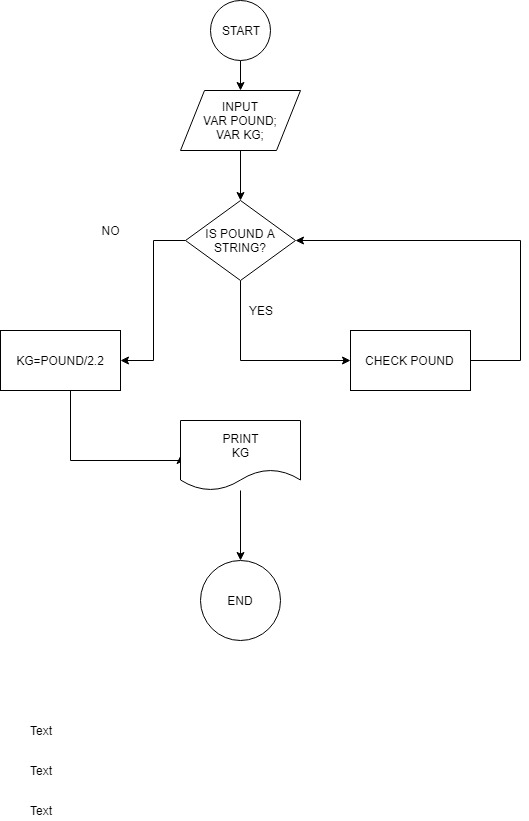 START
INPUT
VAR POUND;
VAR KG;
IS POUND A
STRING?
NO
YES
KG=POUND/2.2
CHECK POUND
PRINT
KG
END
Text
Text
Text